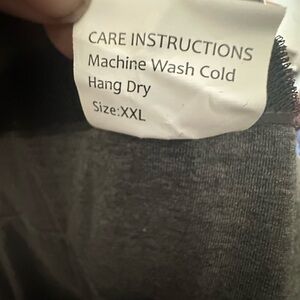 CARE INSTRUCTIONS
Machine Wash Cold
Hang Dry
Size:XXL